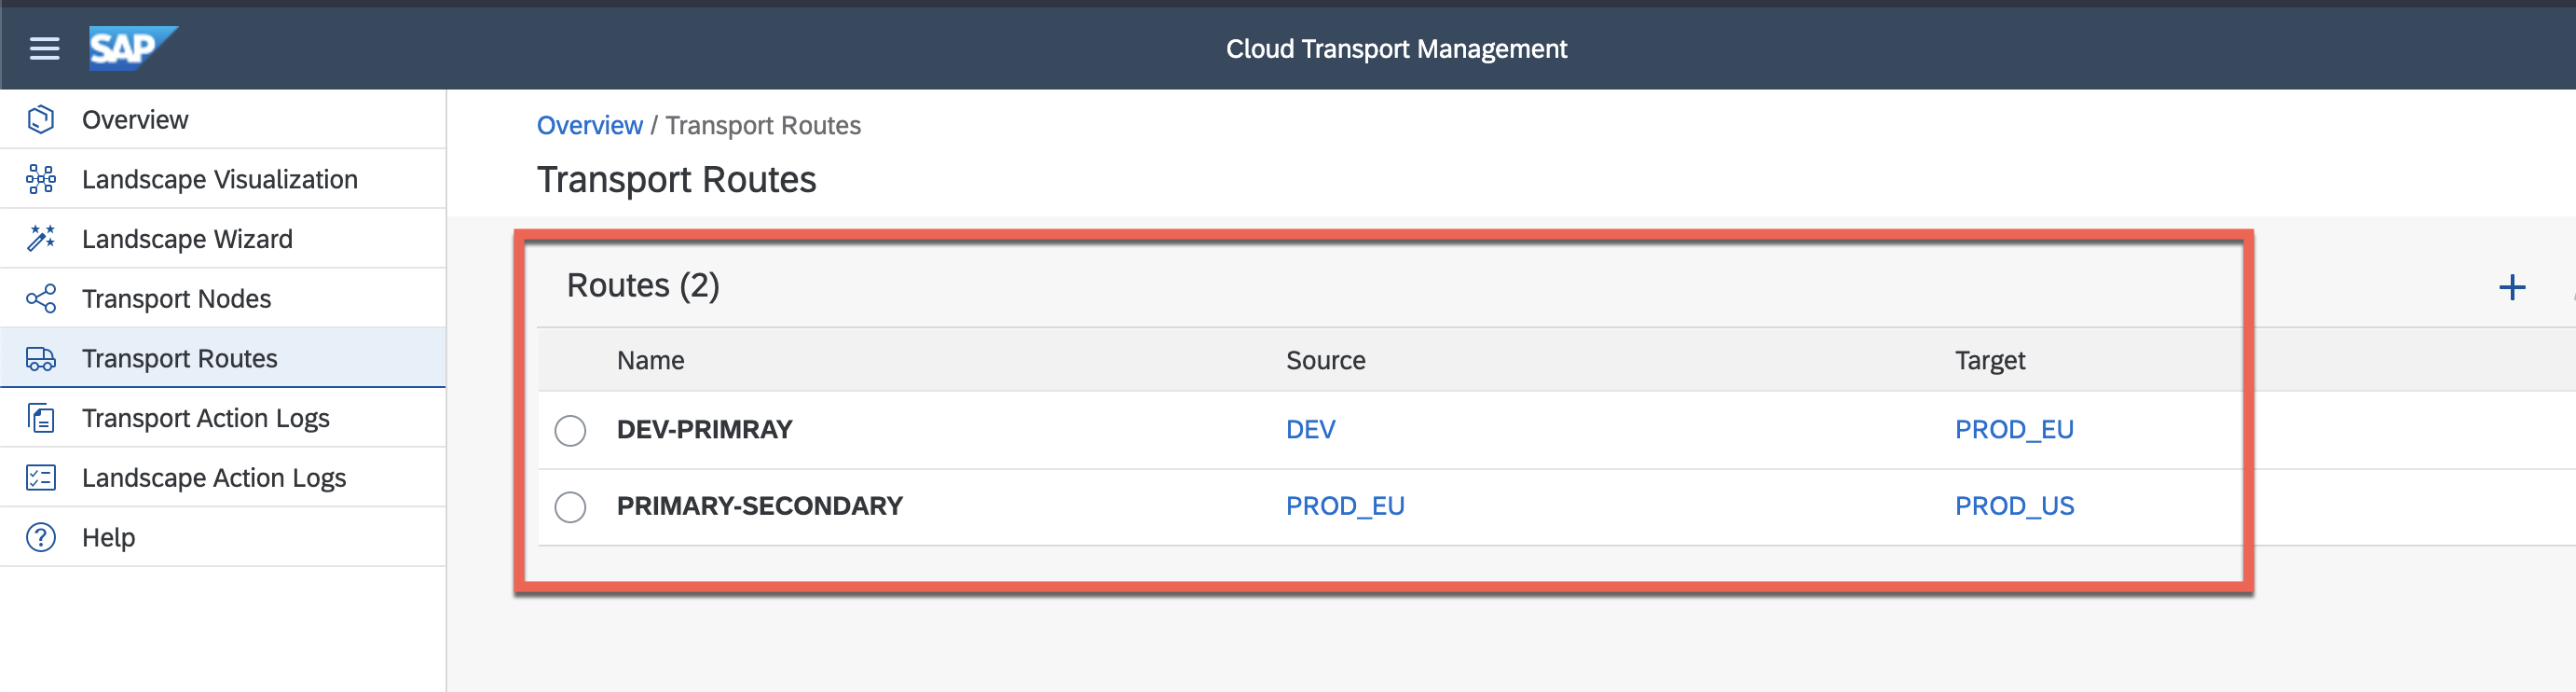 SAP
Cloud Transport Management
Overview
Landscape Visualization
Landscape Wizard
Transport Nodes
Transport Routes
Transport Action Logs
Landscape Action Logs
Help
Overview / Transport Routes
Transport Routes
Routes (2)
Name Source Target
DEV-PRIMRAY DEV PROD_EU
PRIMARY-SECONDARY PROD_EU PROD_US